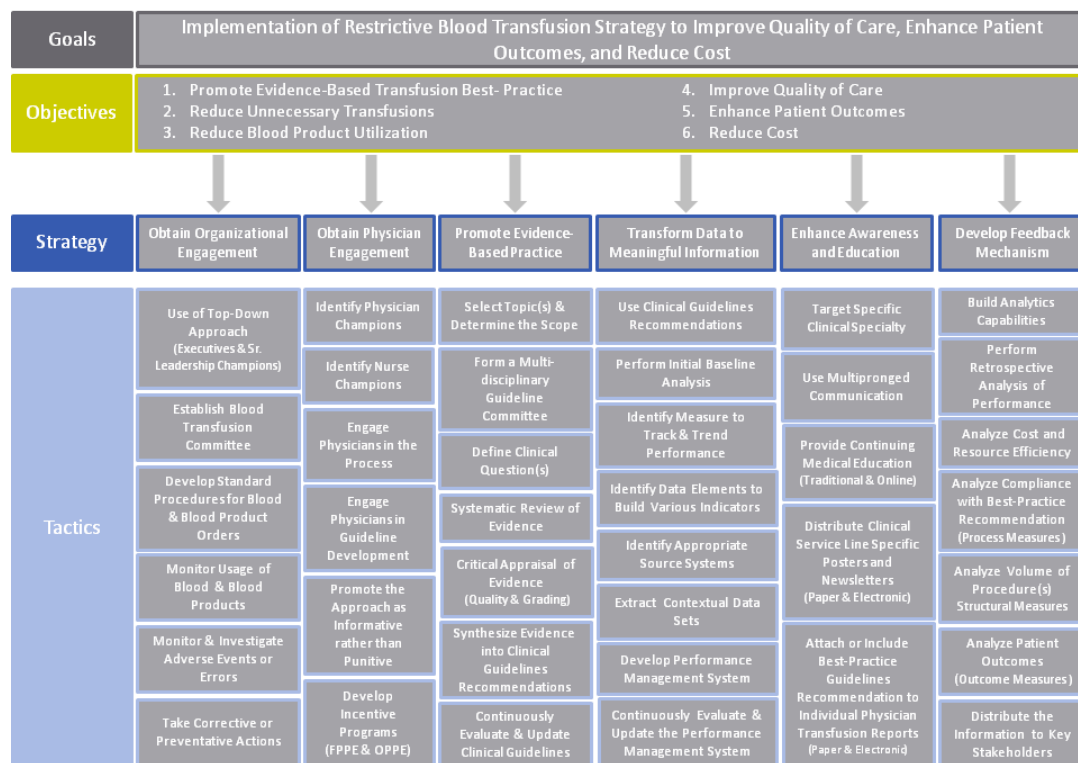 Goals
Implementation of Restrictive Blood Transfusion Strategy to Improve Quality of Care, Enhance Patient
Outcomes, and Reduce Cost
Objectives
1. Promote Evidence-Based Transfusion Best- Practice
2. Reduce Unnecessary Transfusions
3. Reduce Blood Product Utilization
4. Improve Quality of Care
5. Enhance Patient Outcomes
6. Reduce Cost
Strategy
Obtain Organizational
Engagement
Obtain Physician
Engagement
Promote Evidence-
Based Practice
Transform Data to
Meaningful Information
Enhance Awareness
and Education
Develop Feedback
Mechanism
Tactics
Use of Top-Down
Approach
(Executives & Sr.
Leadership Champions)
Establish Blood
Transfusion
Committee
Develop Standard
Procedures for Blood
& Blood Product
Orders
Monitor Usage of
Blood & Blood
Products
Monitor & Investigate
Adverse Events or
Errors
Take Corrective or
Preventative Actions
Identify Physician
Champions
Identify Nurse
Champions
Engage
Physicians in the
Process
Engage
Physicians in
Guideline
Development
Promote the
Approach as
Informative
rather than
Punitive
Develop
Incentive
Programs
(FPPE & OPPE)
Select Topic(s) &
Determine the Scope
Form a Multi-
disciplinary
Guideline
Committee
Define Clinical
Question(s)
Systematic Review of
Evidence
Critical Appraisal of
Evidence
(Quality & Grading)
Synthesize Evidence
into Clinical
Guidelines
Recommendations
Continuously
Evaluate & Update
Clinical Guidelines
Use Clinical Guidelines
Recommendations
Perform Initial Baseline
Analysis
Identify Measure to
Track & Trend
Performance
Identify Data Elements to
Build Various Indicators
Identify Appropriate
Source Systems
Extract Contextual Data
Sets
Develop Performance
Management System
Continuously Evaluate &
Update the Performance
Management System
Target Specific
Clinical Specialty
Use Multipronged
Communication
Provide Continuing
Medical Education
(Traditional & Online)
Distribute Clinical
Service Line Specific
Posters and
Newsletters
(Paper & Electronic)
Attach or Include
Best-Practice
Guidelines
Recommendation to
Individual Physician
Transfusion Reports
(Paper & Electronic)
Build Analytics
Capabilities
Perform
Retrospective
Analysis of
Performance
Analyze Cost and
Resource Efficiency
Analyze Compliance
with Best-Practice
Recommendation
(Process Measures)
Analyze Volume of
Procedure(s)
Structural Measures
Analyze Patient
Outcomes
(Outcome Measures)
Distribute the
Information to Key
Stakeholders